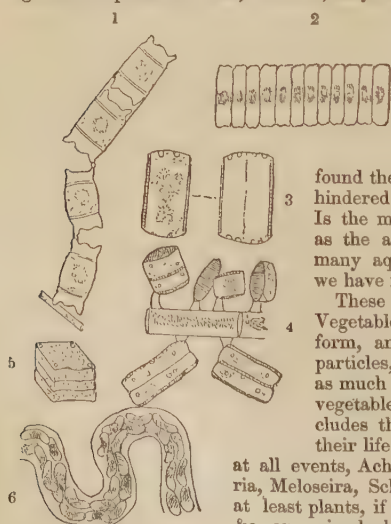 1 2
found the
hindered
3
Is the m
as the a
many aq
we have
These
4
Vegetable
form, an
particles,
5
as much
vegetable
cludes th
their life
at all events, Ach
6
ria, Meloseira, Scl
at least plants, if